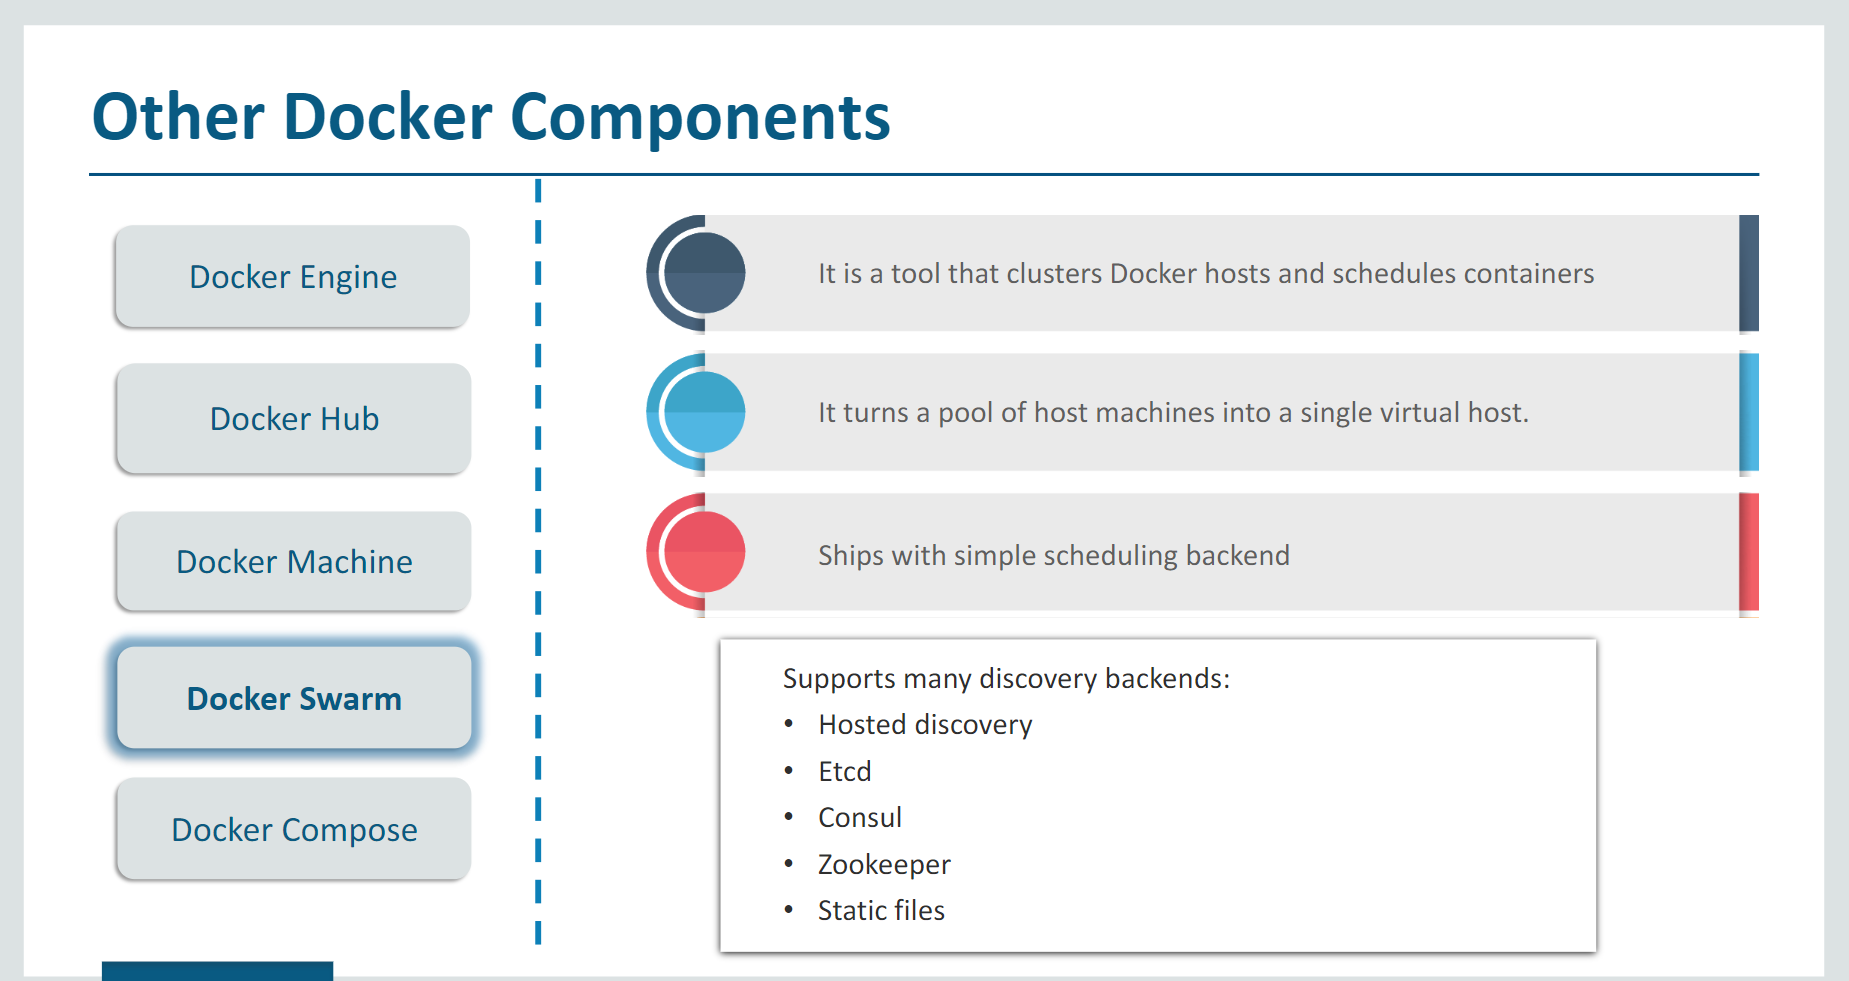 Other Docker Components
Docker Engine
Docker Hub
Docker Machine
Docker Swarm
Docker Compose
It is a tool that clusters Docker hosts and schedules containers
It turns a pool of host machines into a single virtual host.
Ships with simple scheduling backend
Supports many discovery backends:
• Hosted discovery
• Etcd
• Consul
• Zookeeper
• Static files